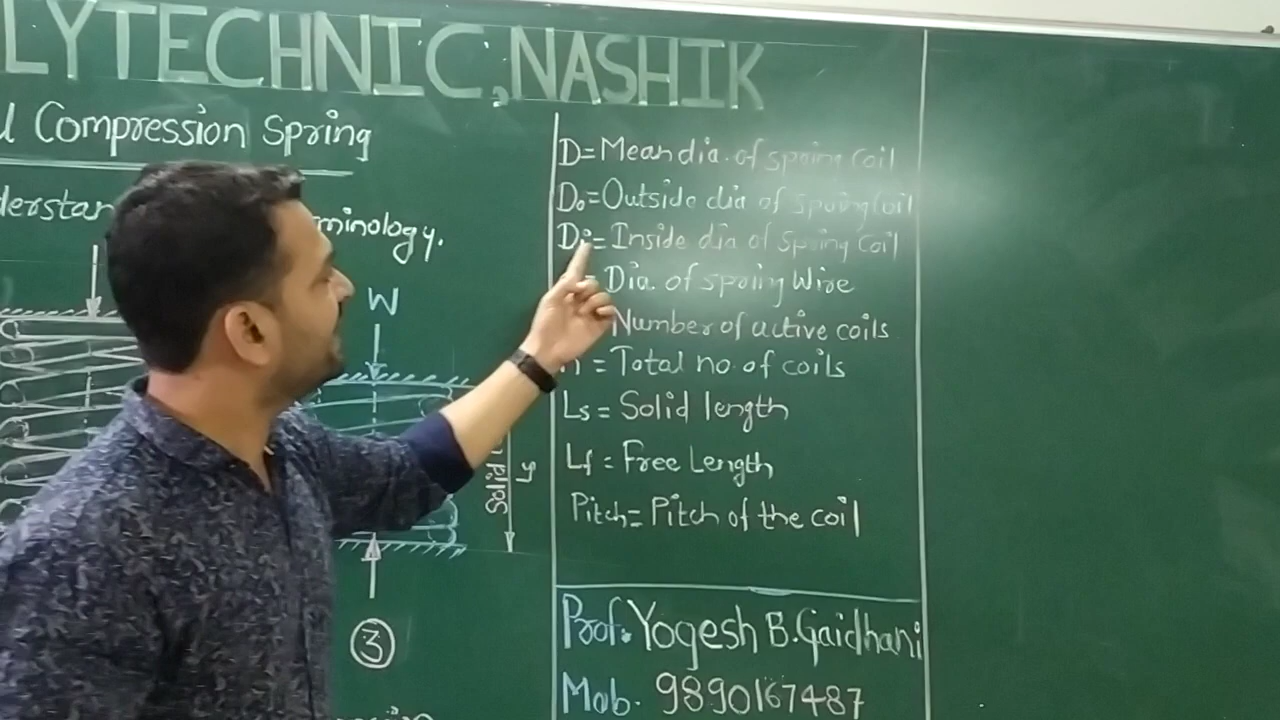 LYTECHNIC, NASHIK
Compression Spring
minology.
W
Solid
③
D = Mean dia. of spring coil
Do = Outside dia of spring coil
Di = Inside dia of Spring Coil
= Dia. of spring Wire
Number of active coils
= Total no. of coils
Ls = Solid length
Lf = Free Length
Pitch = Pitch of the coil
Prof. Yogesh B. Gaidhani
Mob. 9890167487